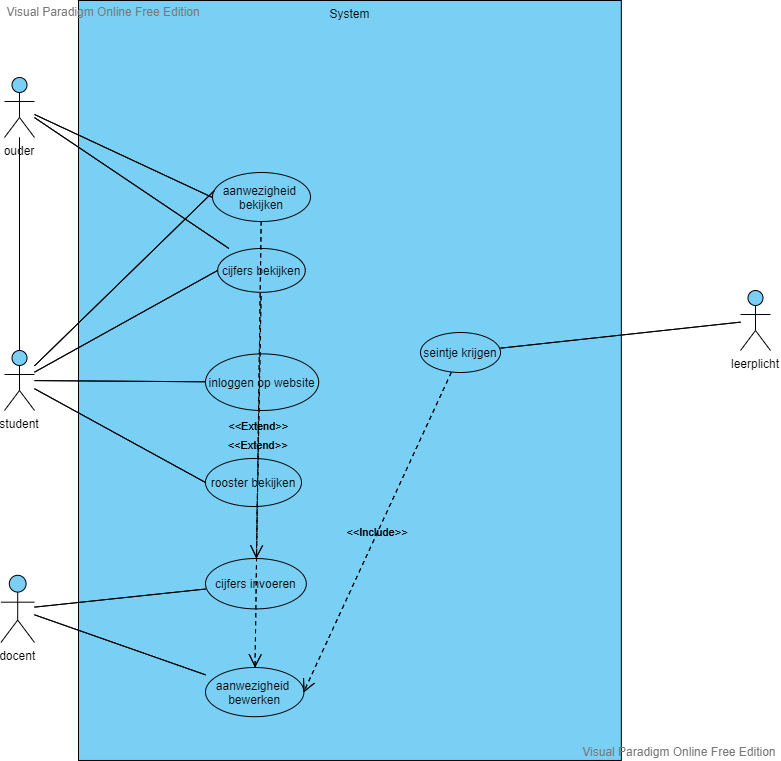 Visual Paradigm Online Free Edition
System
ouder
aanwezigheid
bekijken
cijfers bekijken
seintje krijgen
leerplicht
inloggen op website
student
<<Extend>>
<<Extend>>
rooster bekijken
<<Include>>
cijfers invoeren
docent
aanwezigheid
bewerken
Visual Paradigm Online Free Edition